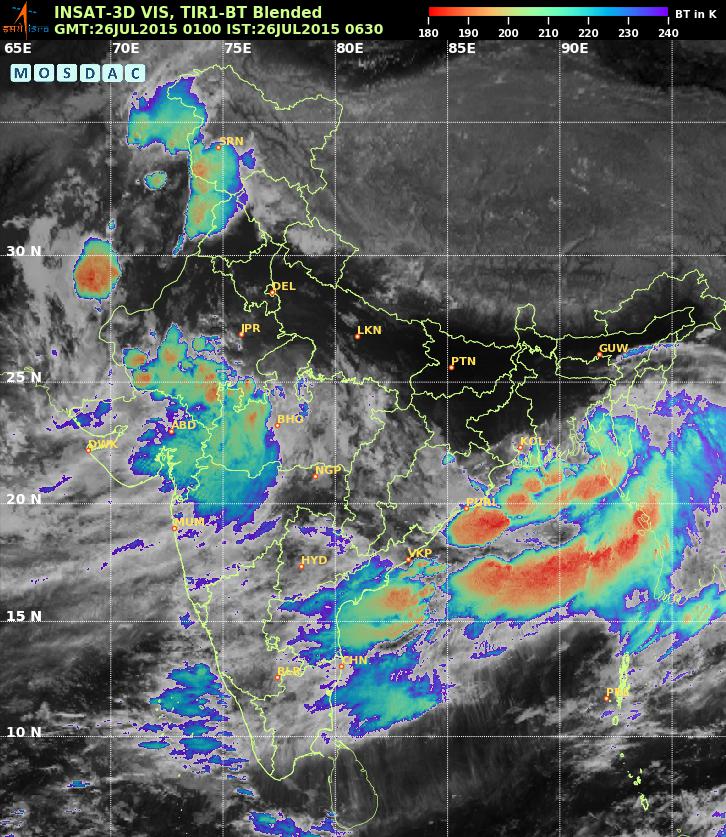 INSAT-3D VIS, TIR1-BT Blended
GMT:26JUL2015 0100 IST:26JUL2015 0630
BT in K
180 190 200 210 220 230 240
65E 70E 75E 80E 85E 90E
M O S D A C
SRN
30 N
DEL
JPR
LKN
GUW
PTN
25 N
ABD
BHO
DWK
KOL
NGP
20 N
PURI
MUM
VKP
HYD
15 N
CHN
BLR
10 N